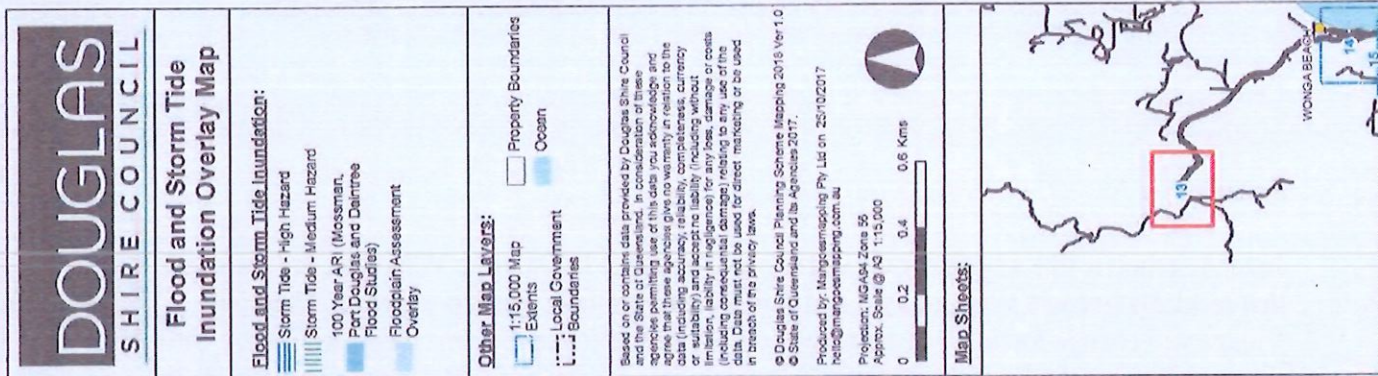 DOUGLAS
SHIRE COUNCIL
Flood and Storm Tide
Inundation Overlay Map
Flood and Storm Tide Inundation:
Storm Tide - High Hazard
Storm Tide - Medium Hazard
100 Year ARI (Mossman,
Port Douglas and Daintree
Flood Studies)
Floodplain Assessment
Overlay
Other Map Layers:
1:15,000 Map
Extents
Property Boundaries
Local Government
Boundaries
Ocean
Based on or contains data provided by Douglas Shire Council
and the State of Queensland. In consideration of these
agencies permitting use of this data you acknowledge and
agree that these agencies give no warranty in relation to the
data (including accuracy, reliability, completeness, currency
or suitability) and accept no liability (including without
limitation, liability in negligence) for any loss, damage or costs
(including consequential damage) relating to any use of the
data. Data must not be used for direct marketing or be used
in breach of the privacy laws.
© Douglas Shire Council Planning Scheme Mapping 2018 Ver 1.0
© State of Queensland and its Agencies 2017.
Produced by: Mangoesmapping Pty Ltd on 25/10/2017
hello@mangoesmapping.com.au
Projection: MGA94 Zone 56
Approx. Scale @ A3 1:15,000
0 0.2 0.4 0.6 Kms
Map Sheets:
13
WONGA BEACH
14
15